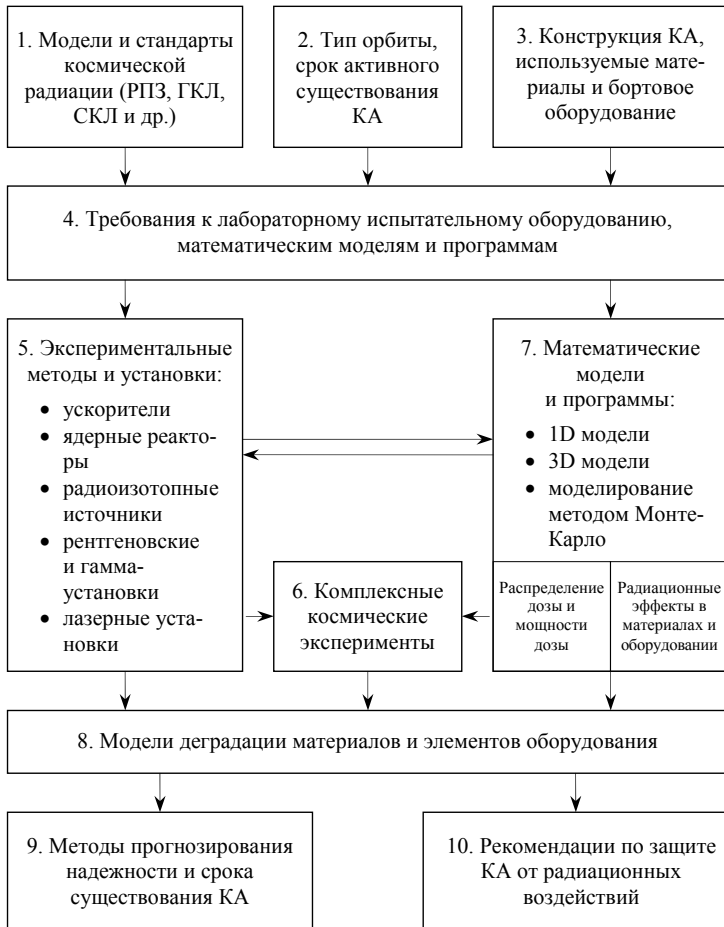 1. Модели и стандарты
космической
радиации (РПЗ, ГКЛ,
СКЛ и др.)
2. Тип орбиты,
срок активного
существования
КА
3. Конструкция КА,
используемые мате-
риалы и бортовое
оборудование
4. Требования к лабораторному испытательному оборудованию,
математическим моделям и программам
5. Экспериментальные
методы и установки:
• ускорители
• ядерные реакто-
ры
• радиоизотопные
источники
• рентгеновские
и гамма-
установки
• лазерные уста-
новки
6. Комплексные
космические
эксперименты
7. Математические
модели
и программы:
• 1D модели
• 3D модели
• моделирование
методом Монте-
Карло
Распределение
дозы и
мощности
дозы
Радиационные
эффекты в
материалах и
оборудовании
8. Модели деградации материалов и элементов оборудования
9. Методы прогнозирования
надежности и срока
существования КА
10. Рекомендации по защите
КА от радиационных
воздействий